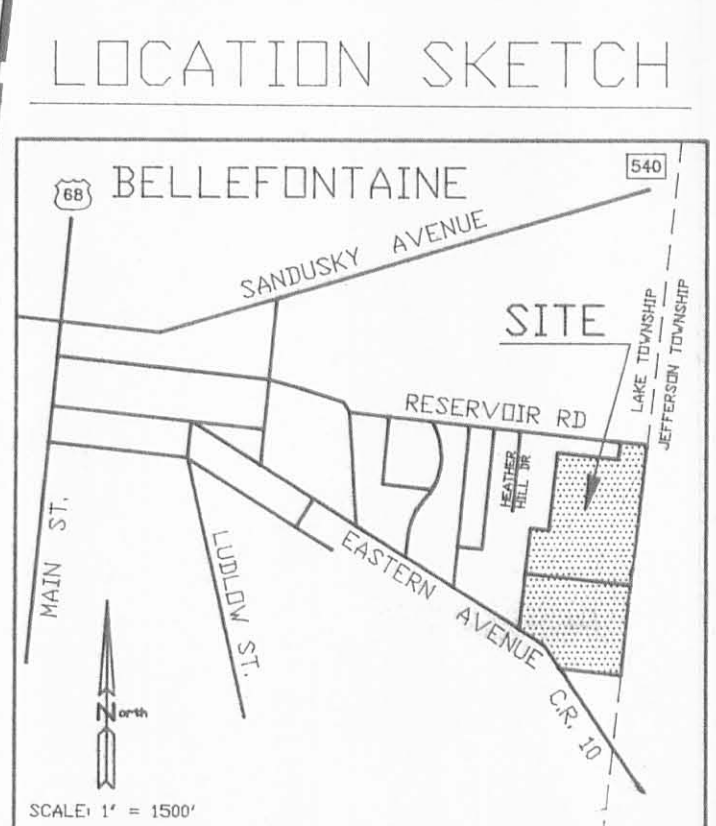 LOCATION SKETCH
540
68
BELLEFONTAINE
SANDUSKY AVENUE
SITE
LAKE TOWNSHIP
JEFFERSON TOWNSHIP
RESERVOIR RD
HEATHER
HILL DR
MAIN ST.
LUDLOW ST.
EASTERN AVENUE
C.R. 10
North
SCALE: 1' = 1500'